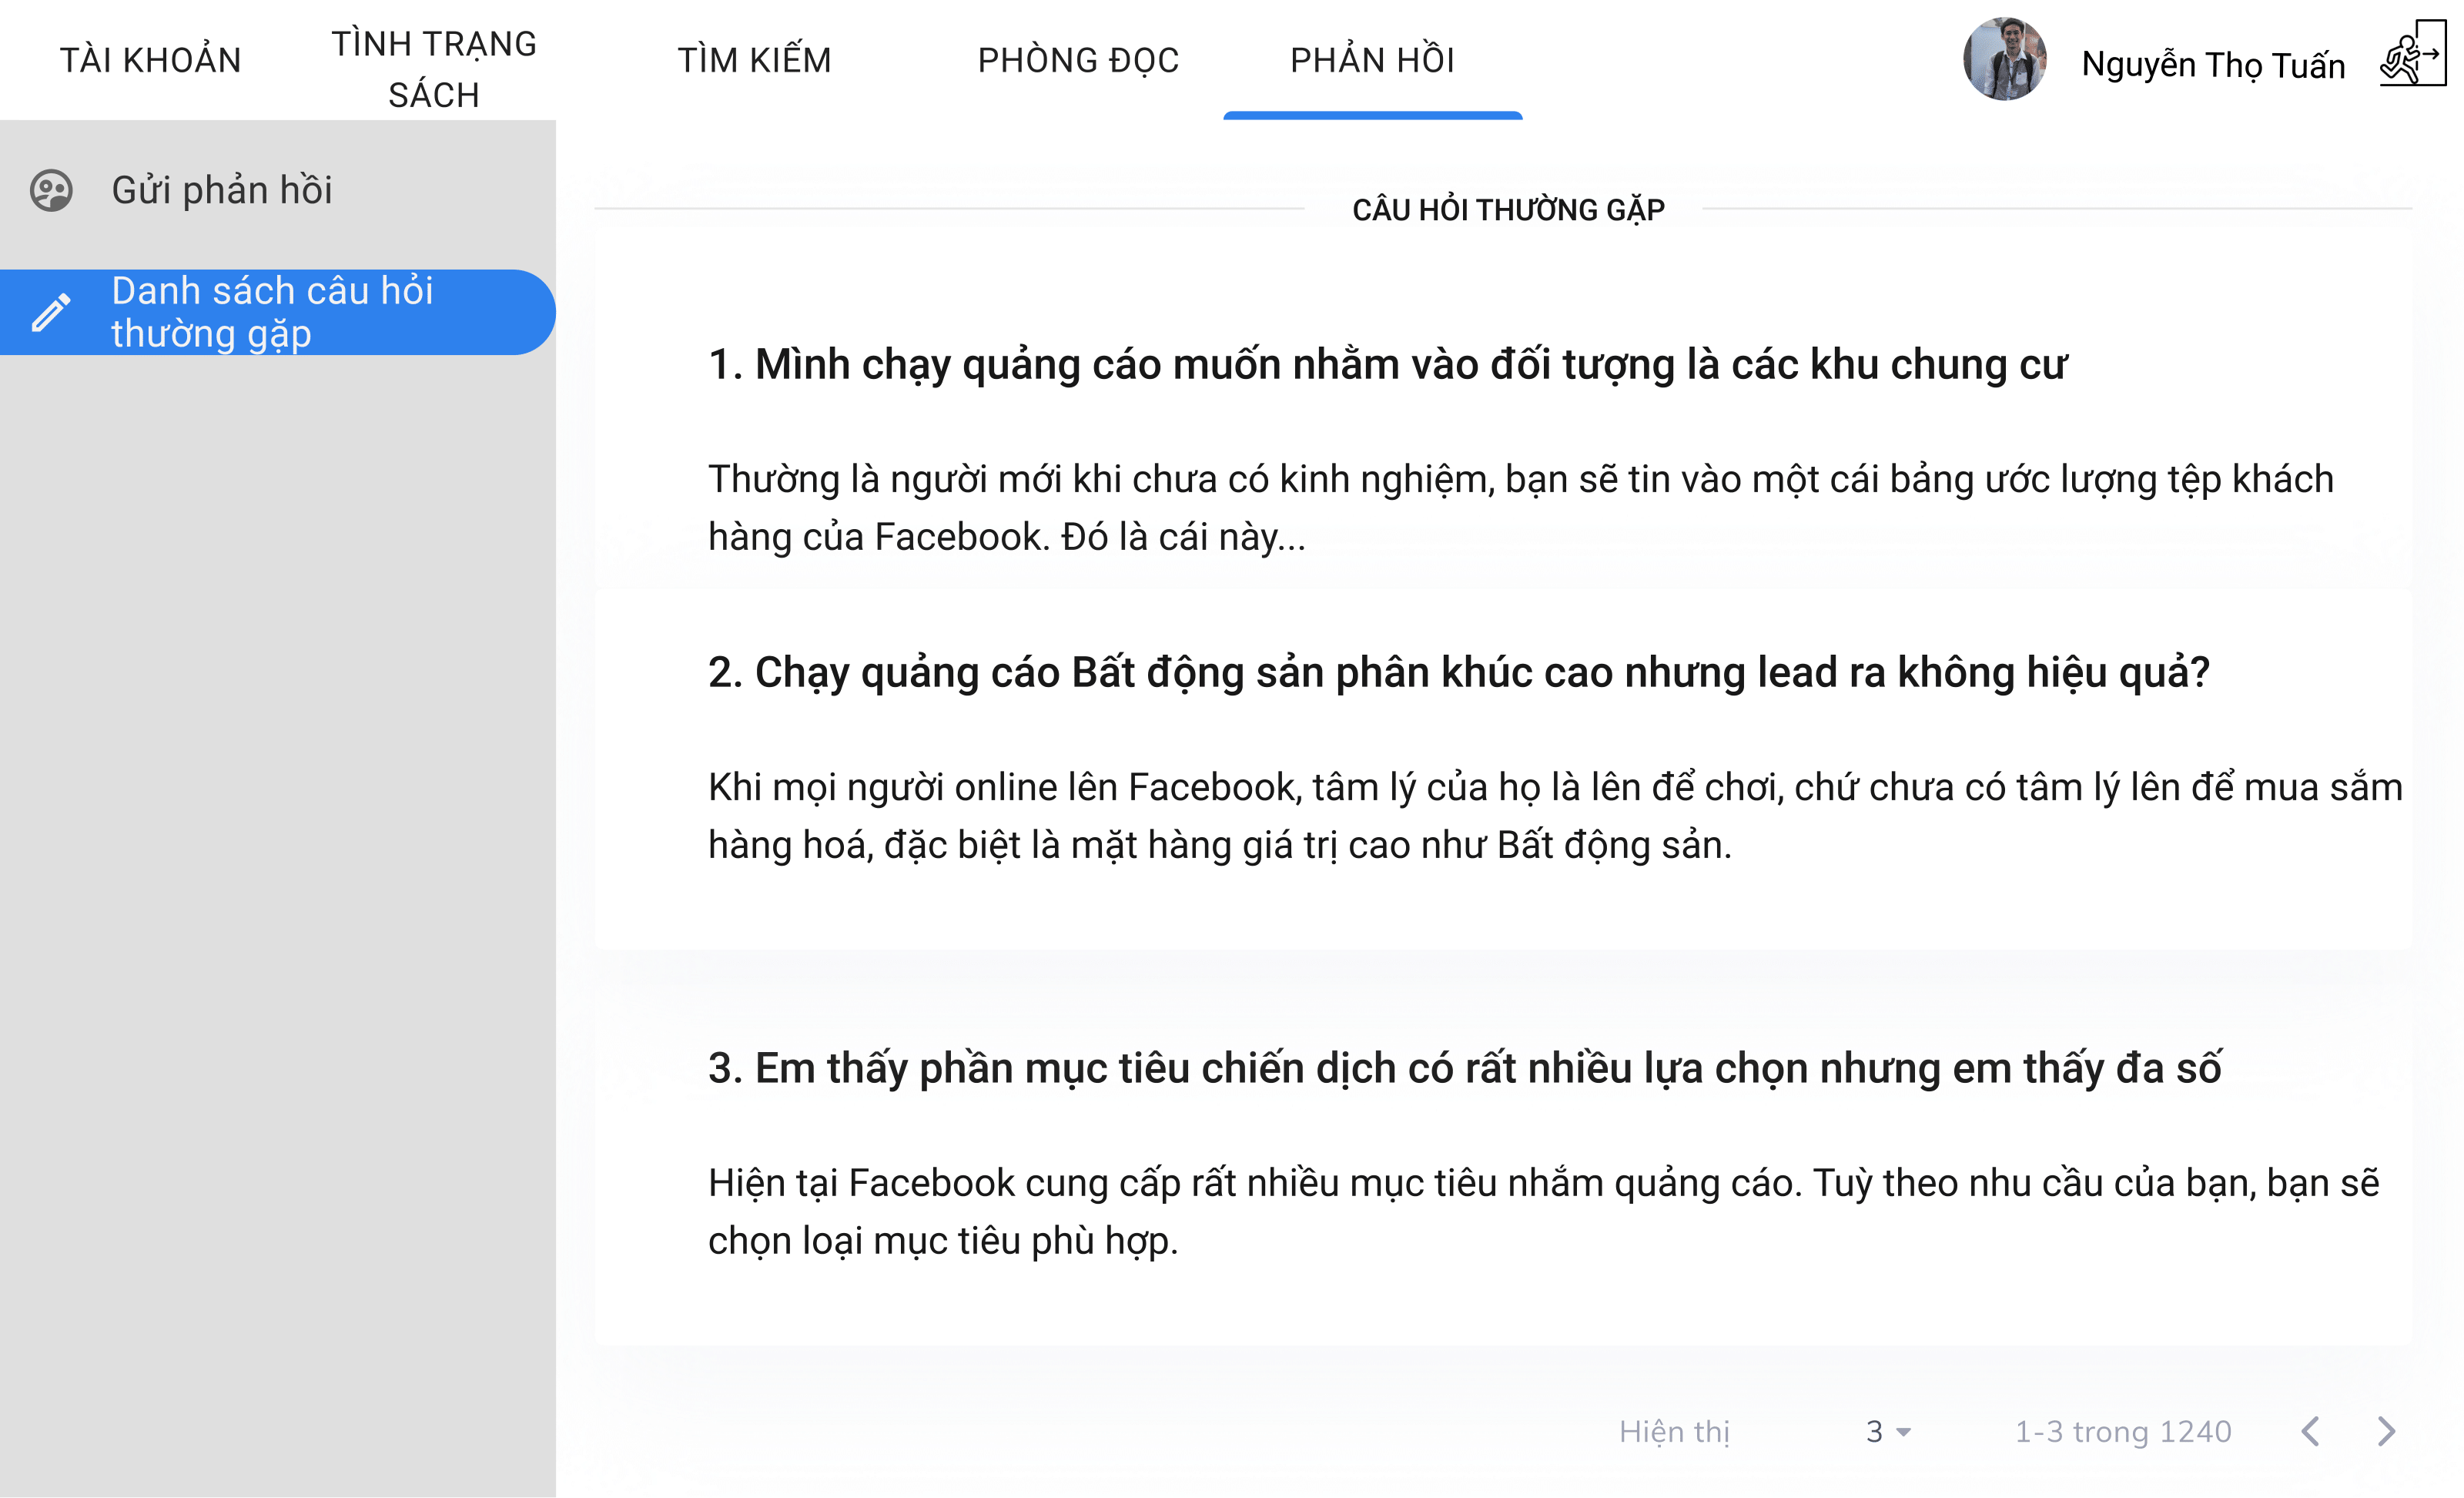 TÀI KHOẢN
TÌNH TRẠNG
SÁCH
TÌM KIẾM
PHÒNG ĐỌC
PHẢN HỒI
Nguyễn Thọ Tuấn
Gửi phản hồi
Danh sách câu hỏi
thường gặp
CÂU HỎI THƯỜNG GẶP
1. Mình chạy quảng cáo muốn nhằm vào đối tượng là các khu chung cư
Thường là người mới khi chưa có kinh nghiệm, bạn sẽ tin vào một cái bảng ước lượng tệp khách
hàng của Facebook. Đó là cái này...
2. Chạy quảng cáo Bất động sản phân khúc cao nhưng lead ra không hiệu quả?
Khi mọi người online lên Facebook, tâm lý của họ là lên để chơi, chứ chưa có tâm lý lên để mua sắm
hàng hoá, đặc biệt là mặt hàng giá trị cao như Bất động sản.
3. Em thấy phần mục tiêu chiến dịch có rất nhiều lựa chọn nhưng em thấy đa số
Hiện tại Facebook cung cấp rất nhiều mục tiêu nhắm quảng cáo. Tuỳ theo nhu cầu của bạn, bạn sẽ
chọn loại mục tiêu phù hợp.
Hiện thị 3 1-3 trong 1240